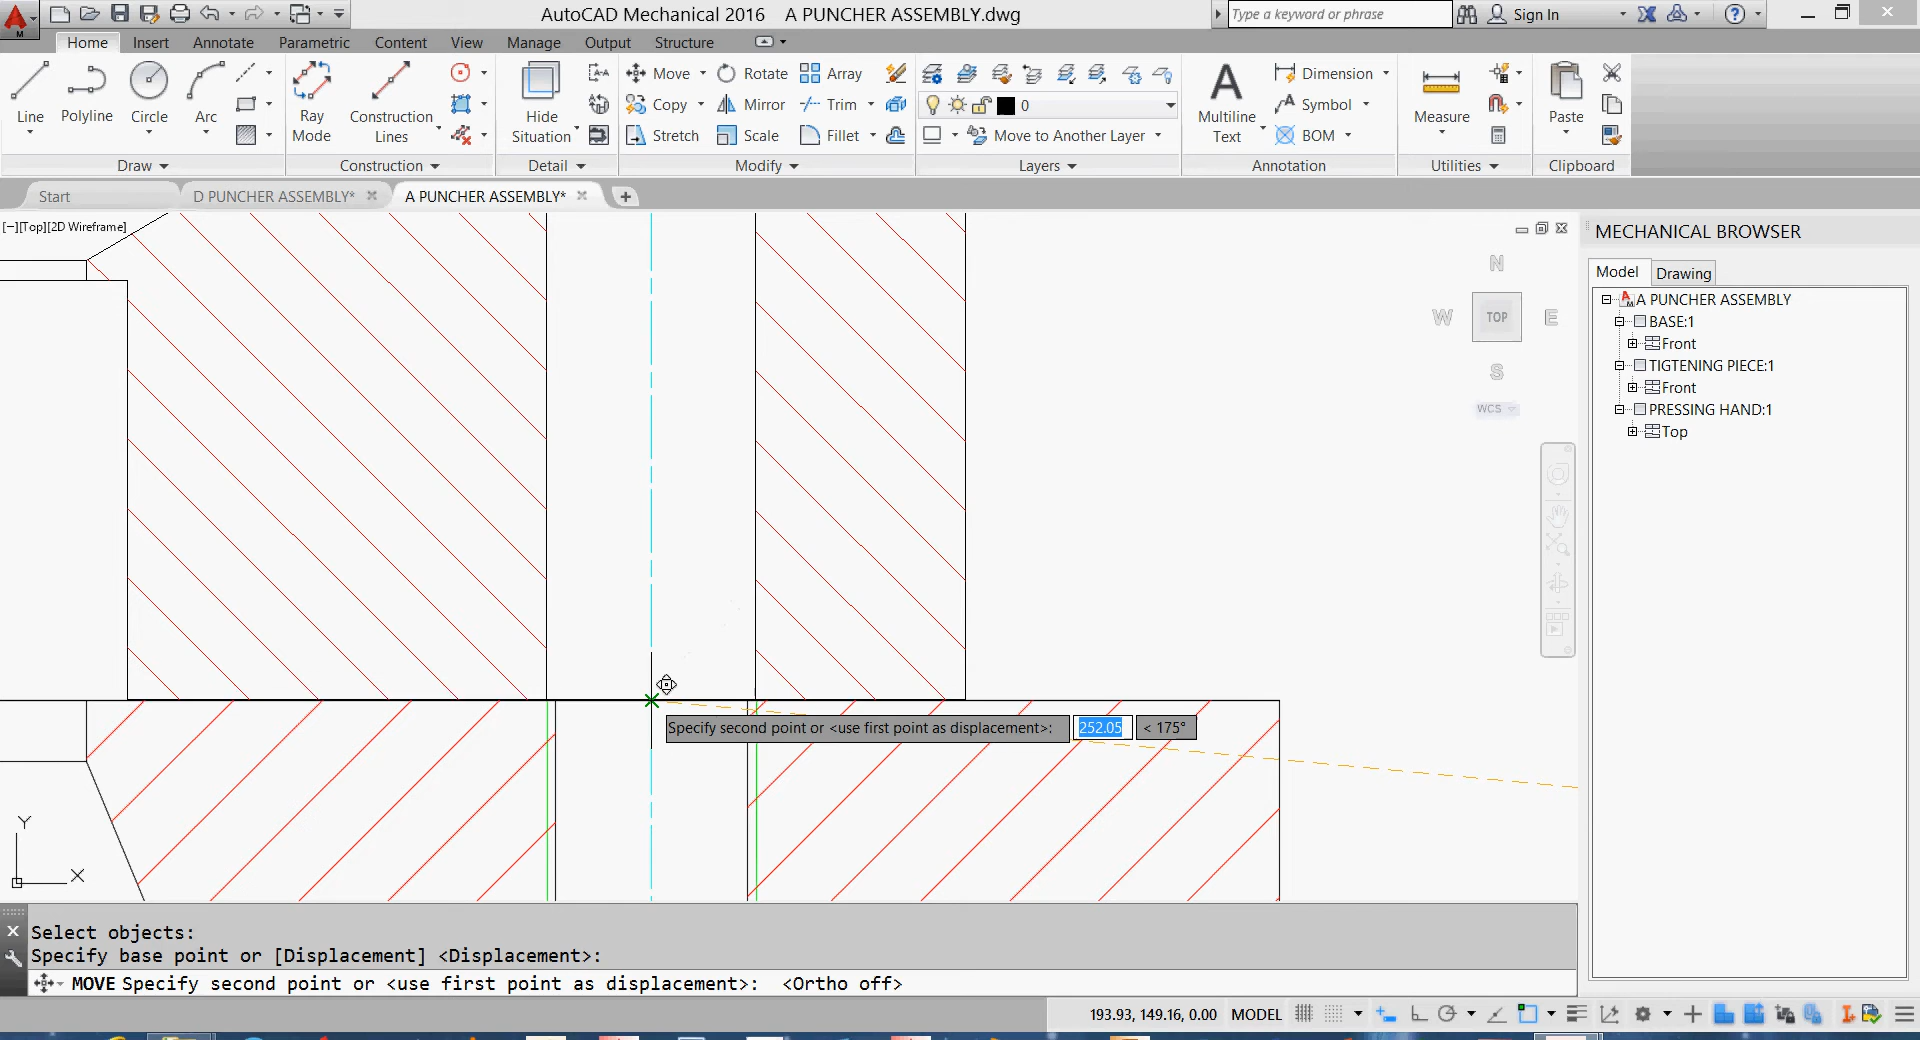 AutoCAD Mechanical 2016 A PUNCHER ASSEMBLY.dwg
Type a keyword or phrase
Sign In
Home Insert Annotate Parametric Content View Manage Output Structure
Line Polyline Circle Arc
Draw
Ray Mode
Construction Lines
Construction
Hide Situation
Detail
Move Rotate Array
Copy Mirror Trim
Stretch Scale Fillet
Modify
0
Move to Another Layer
Layers
Multiline Text
Dimension
Symbol
BOM
Annotation
Measure
Utilities
Paste
Clipboard
Start D PUNCHER ASSEMBLY* A PUNCHER ASSEMBLY*
[−][Top][2D Wireframe]
N
W TOP E
S
WCS
MECHANICAL BROWSER
Model Drawing
A PUNCHER ASSEMBLY
BASE:1
Front
TIGTENING PIECE:1
Front
PRESSING HAND:1
Top
Specify second point or <use first point as displacement>: 252.05 < 175°
Y
X
Select objects:
Specify base point or [Displacement] <Displacement>:
MOVE Specify second point or <use first point as displacement>: <Ortho off>
193.93, 149.16, 0.00 MODEL